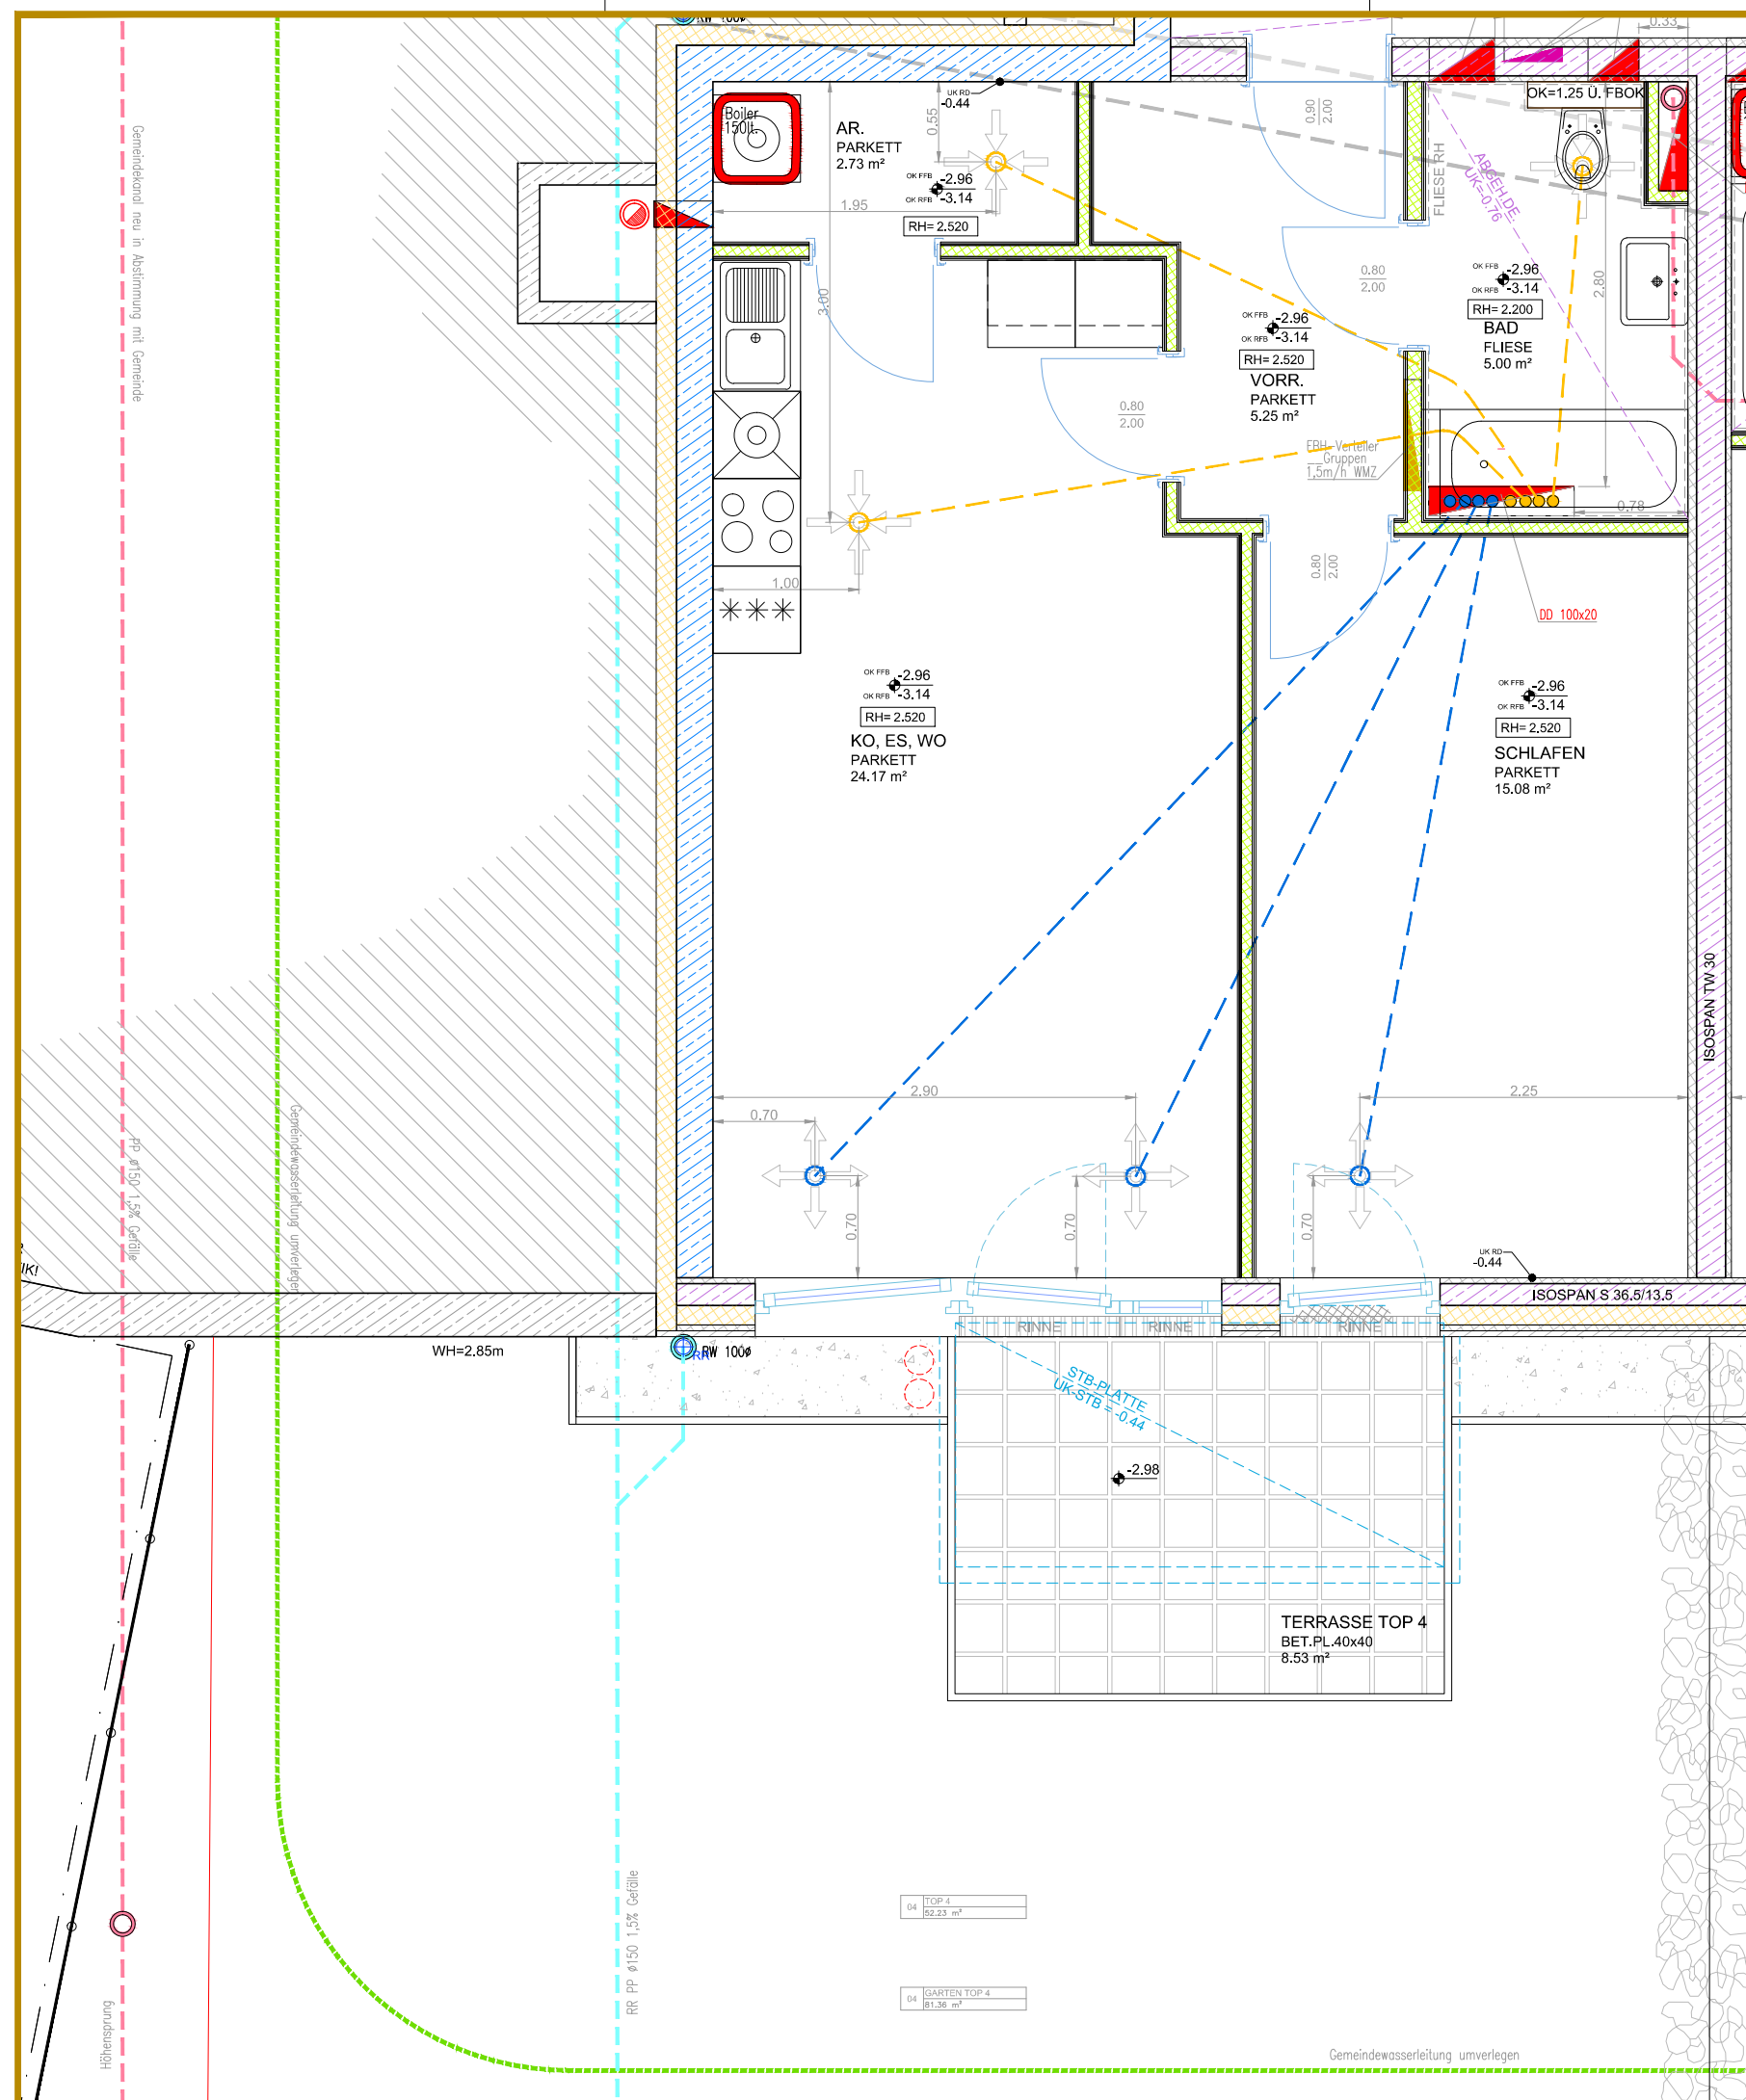 RW 100ø
0.33
Boiler
150lt.
AR.
PARKETT
2.73 m²
UK RD
-0.44
0.55
OK FFB
-2.96
OK RFB
-3.14
1.95
RH= 2.520
0.90
2.00
OK=1.25 Ü. FBOK
FLIESE RH
ABGEH.DE.
UK=-0.76
3.00
0.80
2.00
OK FFB
-2.96
OK RFB
-3.14
RH= 2.200
BAD
FLIESE
5.00 m²
2.80
OK FFB
-2.96
OK RFB
-3.14
RH= 2.520
VORR.
PARKETT
5.25 m²
0.80
2.00
FBH-Verteiler
Gruppen
1,5m/h WMZ
0.78
1.00
0.80
2.00
DD 100x20
OK FFB
-2.96
OK RFB
-3.14
RH= 2.520
KO, ES, WO
PARKETT
24.17 m²
OK FFB
-2.96
OK RFB
-3.14
RH= 2.520
SCHLAFEN
PARKETT
15.08 m²
ISOSPAN TW 30
Gemeindekanal neu in Abstimmung mit Gemeinde
PP ø150 1,5% Gefälle
Gemeindewasserleitung umverlegen
2.90
2.25
0.70
0.70
0.70
0.70
UK RD
-0.44
ISOSPAN S 36.5/13.5
RINNE
RINNE
RINNE
WH=2.85m
RR
RW 100ø
STB-PLATTE
UK-STB = -0.44
-2.98
TERRASSE TOP 4
BET.PL.40x40
8.53 m²
RR PP ø150 1,5% Gefälle
04
TOP 4
52.23 m²
04
GARTEN TOP 4
81.36 m²
Höhensprung
Gemeindewasserleitung umverlegen